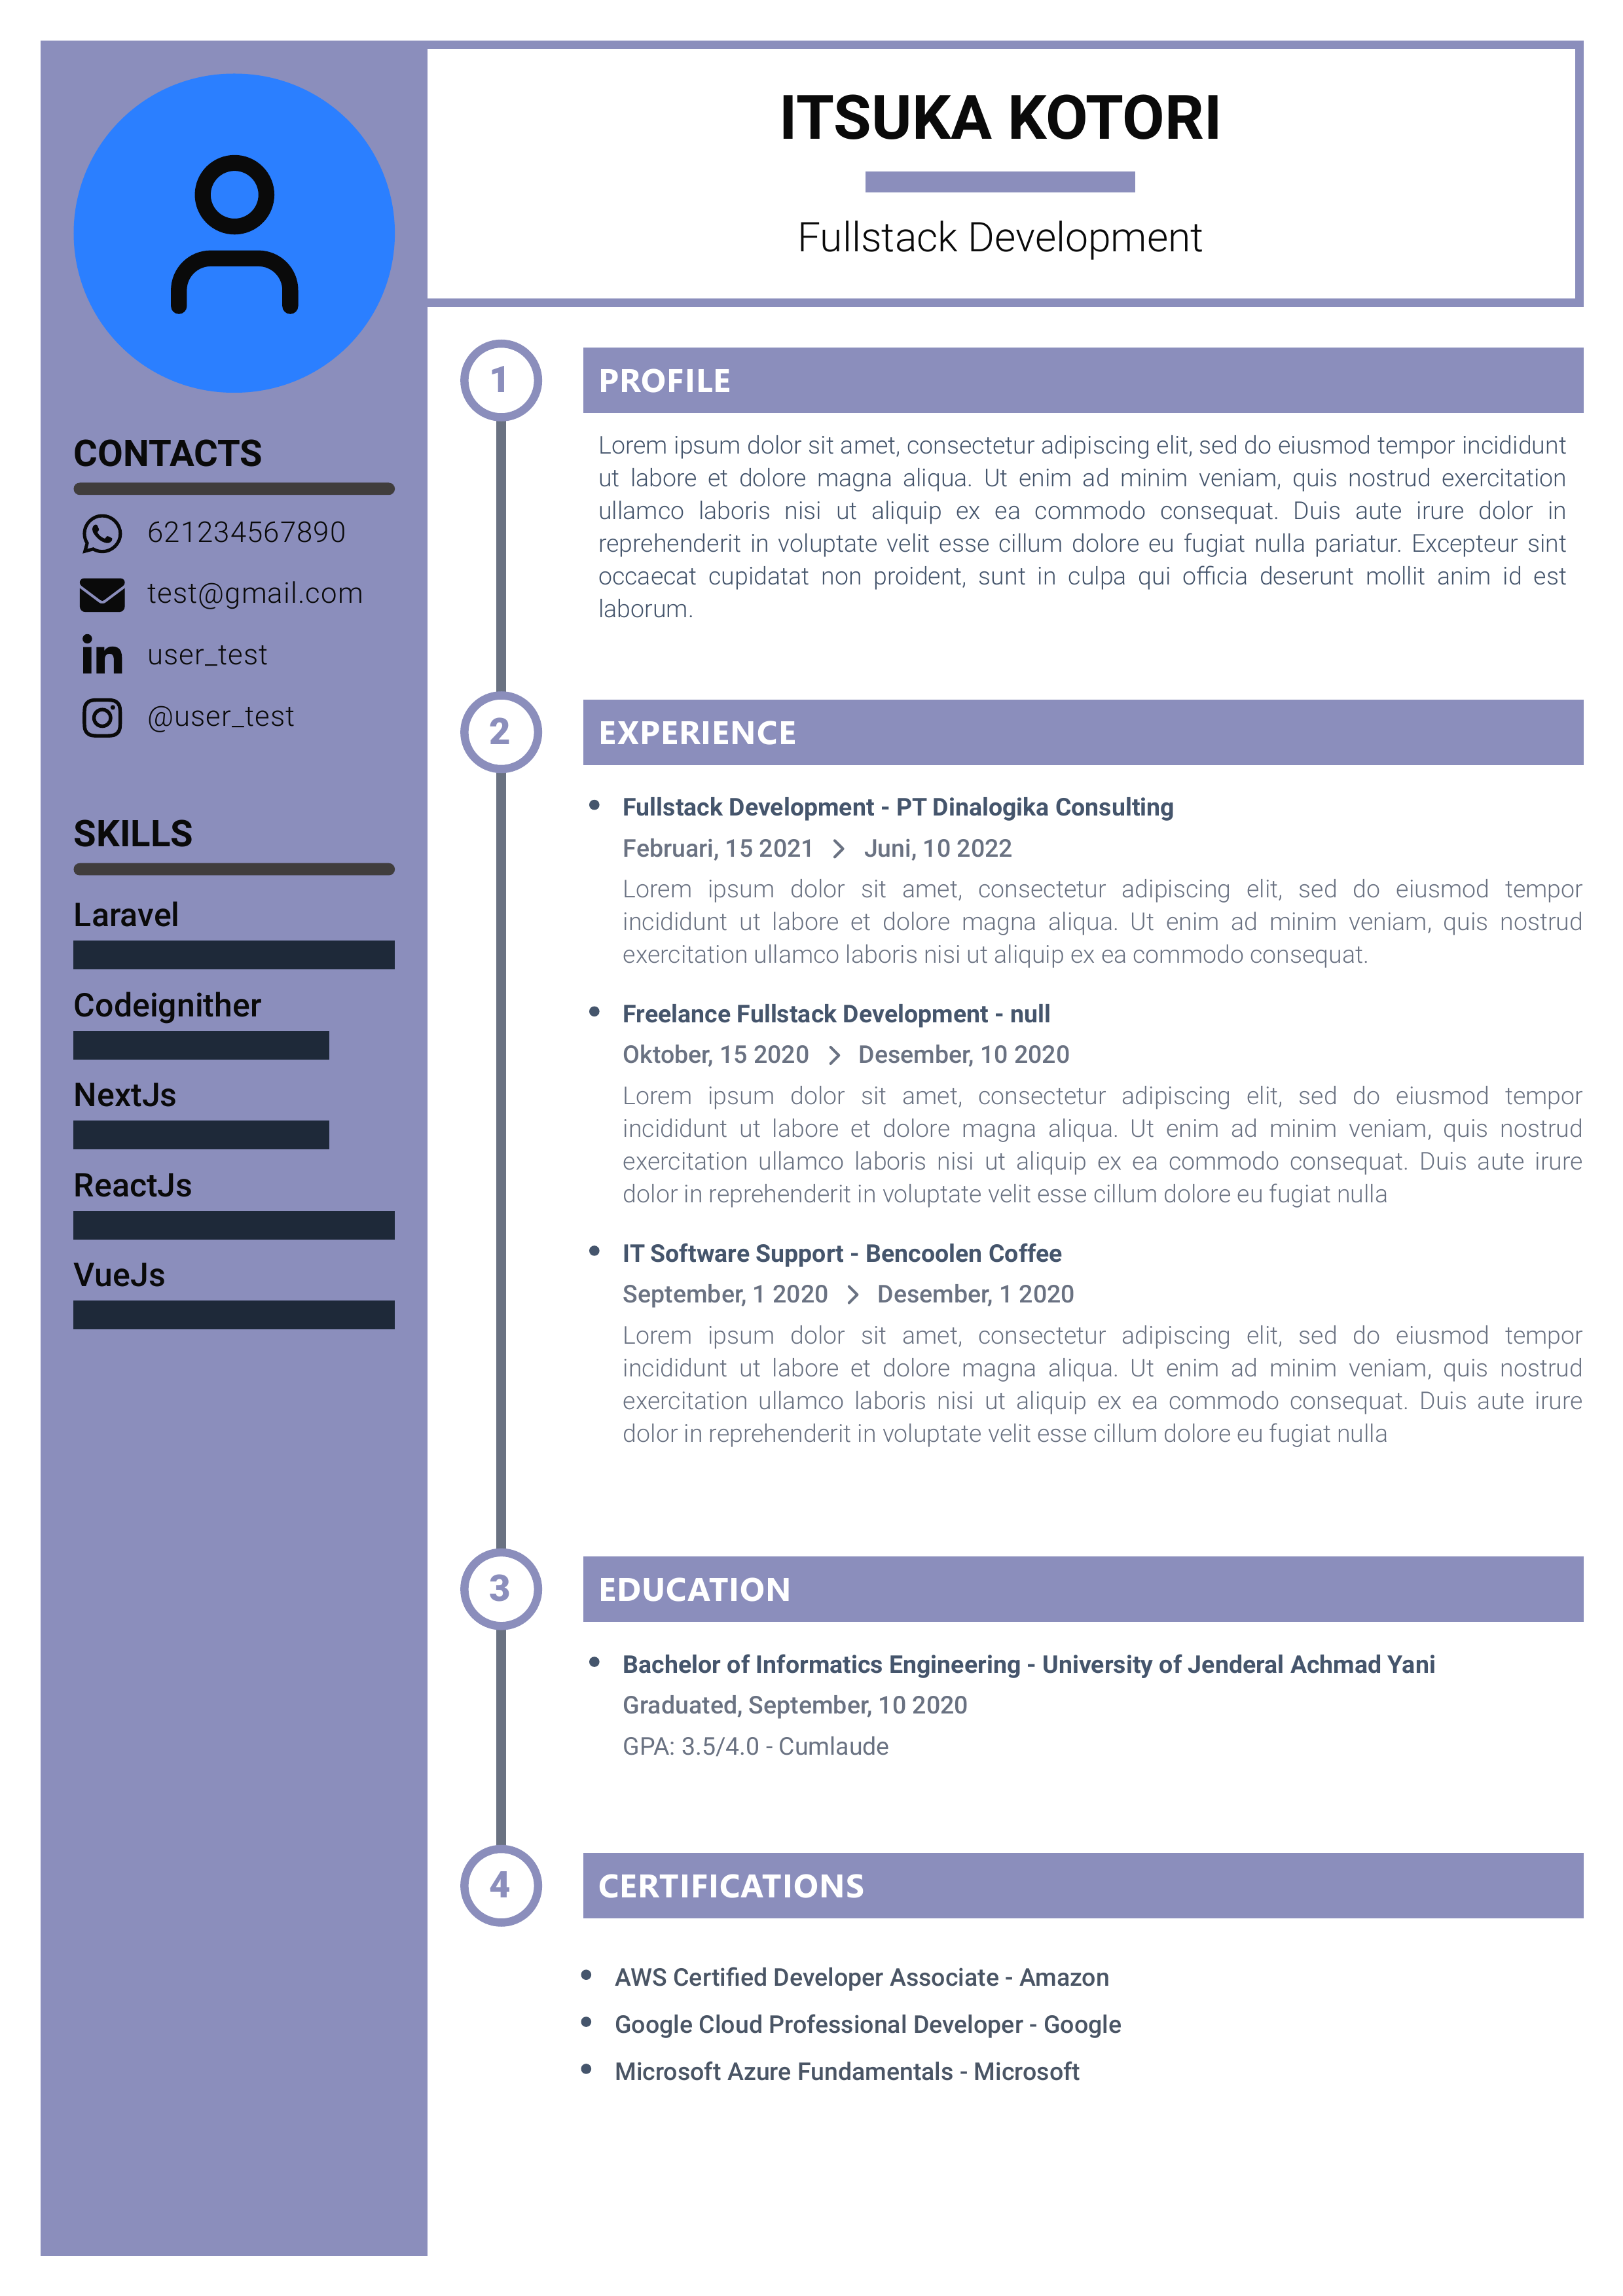 ITSUKA KOTORI
Fullstack Development
CONTACTS
621234567890
test@gmail.com
in user_test
@user_test
SKILLS
Laravel
Codeignither
NextJs
ReactJs
VueJs
1 PROFILE
Lorem ipsum dolor sit amet, consectetur adipiscing elit, sed do eiusmod tempor incididunt
ut labore et dolore magna aliqua. Ut enim ad minim veniam, quis nostrud exercitation
ullamco laboris nisi ut aliquip ex ea commodo consequat. Duis aute irure dolor in
reprehenderit in voluptate velit esse cillum dolore eu fugiat nulla pariatur. Excepteur sint
occaecat cupidatat non proident, sunt in culpa qui officia deserunt mollit anim id est
laborum.
2 EXPERIENCE
Fullstack Development - PT Dinalogika Consulting
Februari, 15 2021 > Juni, 10 2022
Lorem ipsum dolor sit amet, consectetur adipiscing elit, sed do eiusmod tempor
incididunt ut labore et dolore magna aliqua. Ut enim ad minim veniam, quis nostrud
exercitation ullamco laboris nisi ut aliquip ex ea commodo consequat.
Freelance Fullstack Development - null
Oktober, 15 2020 > Desember, 10 2020
Lorem ipsum dolor sit amet, consectetur adipiscing elit, sed do eiusmod tempor
incididunt ut labore et dolore magna aliqua. Ut enim ad minim veniam, quis nostrud
exercitation ullamco laboris nisi ut aliquip ex ea commodo consequat. Duis aute irure
dolor in reprehenderit in voluptate velit esse cillum dolore eu fugiat nulla
IT Software Support - Bencoolen Coffee
September, 1 2020 > Desember, 1 2020
Lorem ipsum dolor sit amet, consectetur adipiscing elit, sed do eiusmod tempor
incididunt ut labore et dolore magna aliqua. Ut enim ad minim veniam, quis nostrud
exercitation ullamco laboris nisi ut aliquip ex ea commodo consequat. Duis aute irure
dolor in reprehenderit in voluptate velit esse cillum dolore eu fugiat nulla
3 EDUCATION
Bachelor of Informatics Engineering - University of Jenderal Achmad Yani
Graduated, September, 10 2020
GPA: 3.5/4.0 - Cumlaude
4 CERTIFICATIONS
AWS Certified Developer Associate - Amazon
Google Cloud Professional Developer - Google
Microsoft Azure Fundamentals - Microsoft